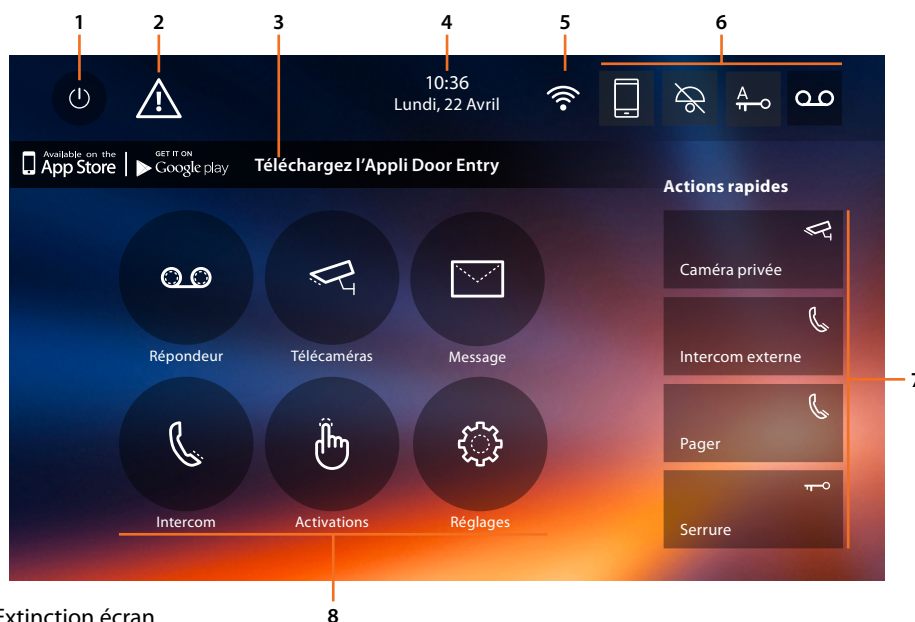 1 2 3 4 5 6
10:36
Lundi, 22 Avril
A
Available on the App Store
GET IT ON Google play
Téléchargez l'Appli Door Entry
Actions rapides
Caméra privée
Répondeur Télécaméras Message
Intercom externe
7
Pager
Intercom Activations Réglages
Serrure
8
Extinction écran